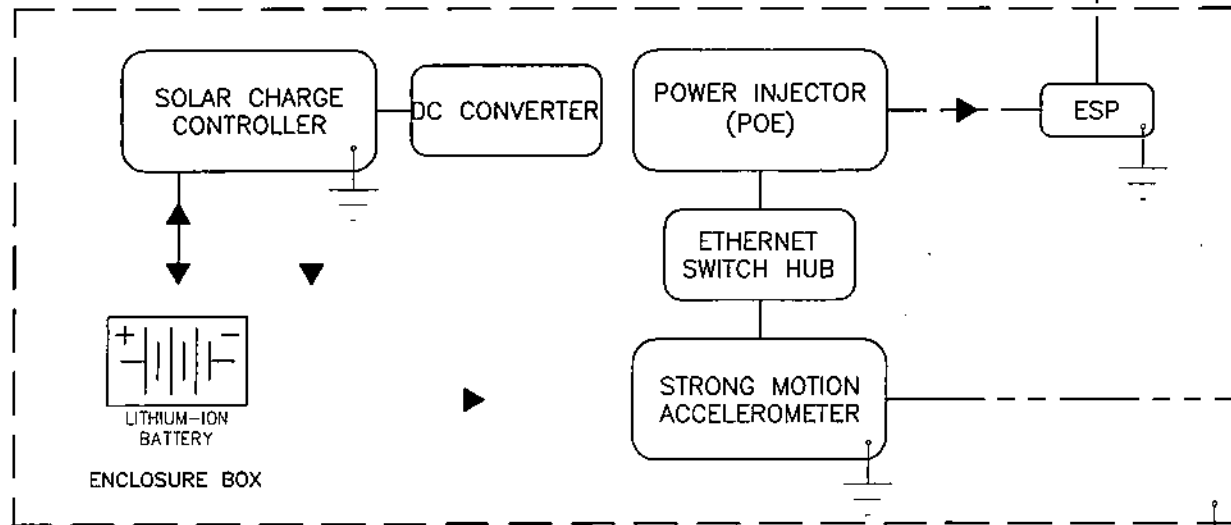 SOLAR CHARGE
CONTROLLER
DC CONVERTER
POWER INJECTOR
(POE)
ESP
ETHERNET
SWITCH HUB
+ −
LITHIUM-ION
BATTERY
STRONG MOTION
ACCELEROMETER
ENCLOSURE BOX